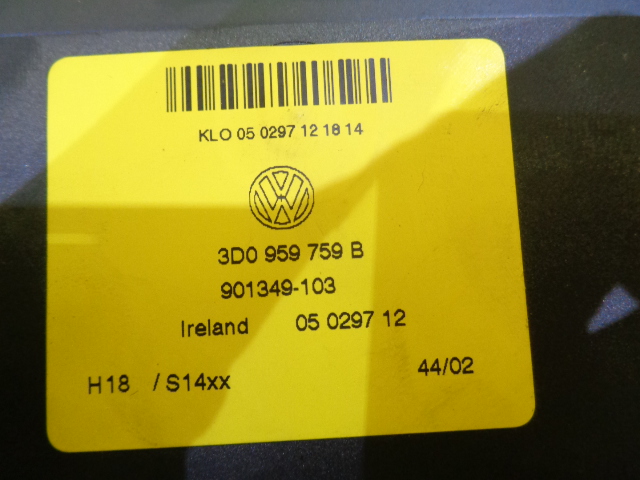 KLO 05 0297 12 18 14
VW
3D0 959 759 B
901349-103
Ireland 05 0297 12
H18 / S14xx 44/02